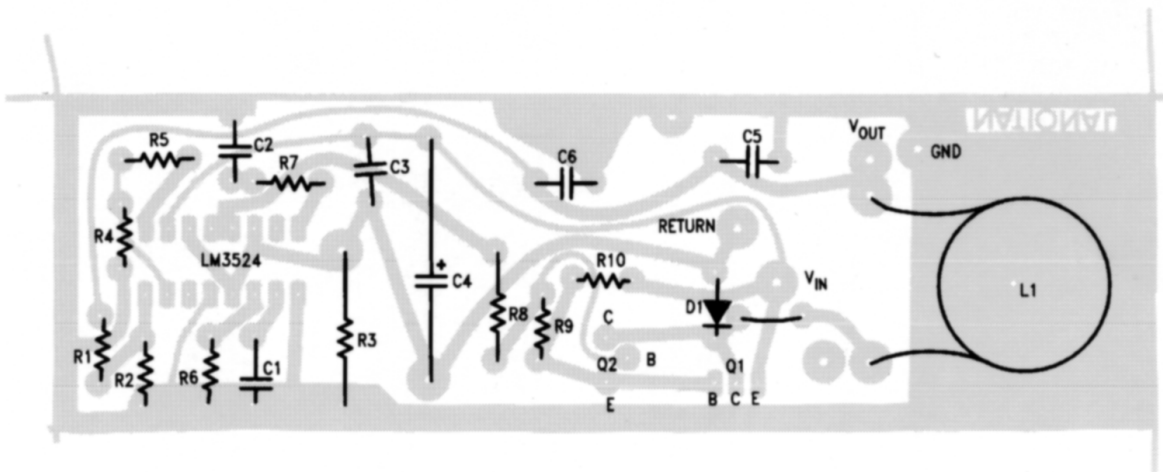 NATIONAL
VOUT
GND
R5
C2
R7
C3
C6
C5
R4
LM3524
RETURN
C4
+
R10
VIN
L1
D1
R8
R9
C
R1
R2
R6
C1
R3
Q2
B
Q1
E
B C E